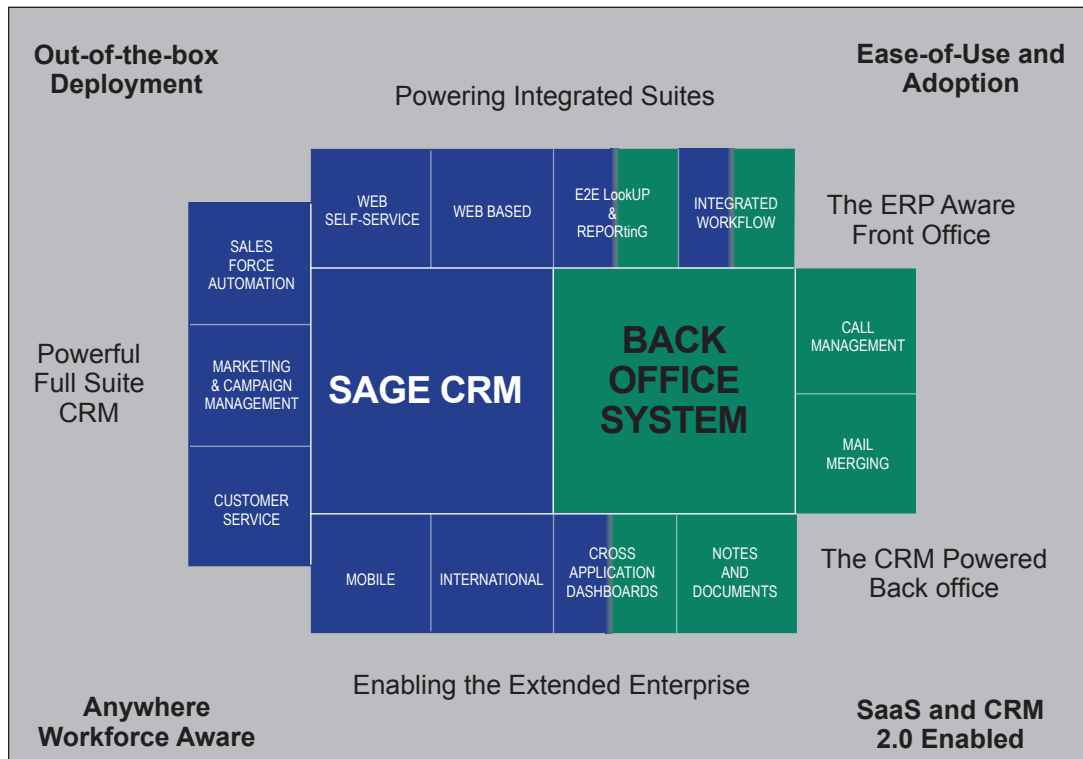 Out-of-the-box
Deployment
Ease-of-Use and
Adoption
Powering Integrated Suites
WEB
SELF-SERVICE
WEB BASED
E2E LookUP
&
REPORtinG
INTEGRATED
WORKFLOW
The ERP Aware
Front Office
SALES
FORCE
AUTOMATION
MARKETING
& CAMPAIGN
MANAGEMENT
CUSTOMER
SERVICE
Powerful
Full Suite
CRM
SAGE CRM
BACK
OFFICE
SYSTEM
CALL
MANAGEMENT
MAIL
MERGING
MOBILE
INTERNATIONAL
CROSS
APPLICATION
DASHBOARDS
NOTES
AND
DOCUMENTS
The CRM Powered
Back office
Enabling the Extended Enterprise
Anywhere
Workforce Aware
SaaS and CRM
2.0 Enabled